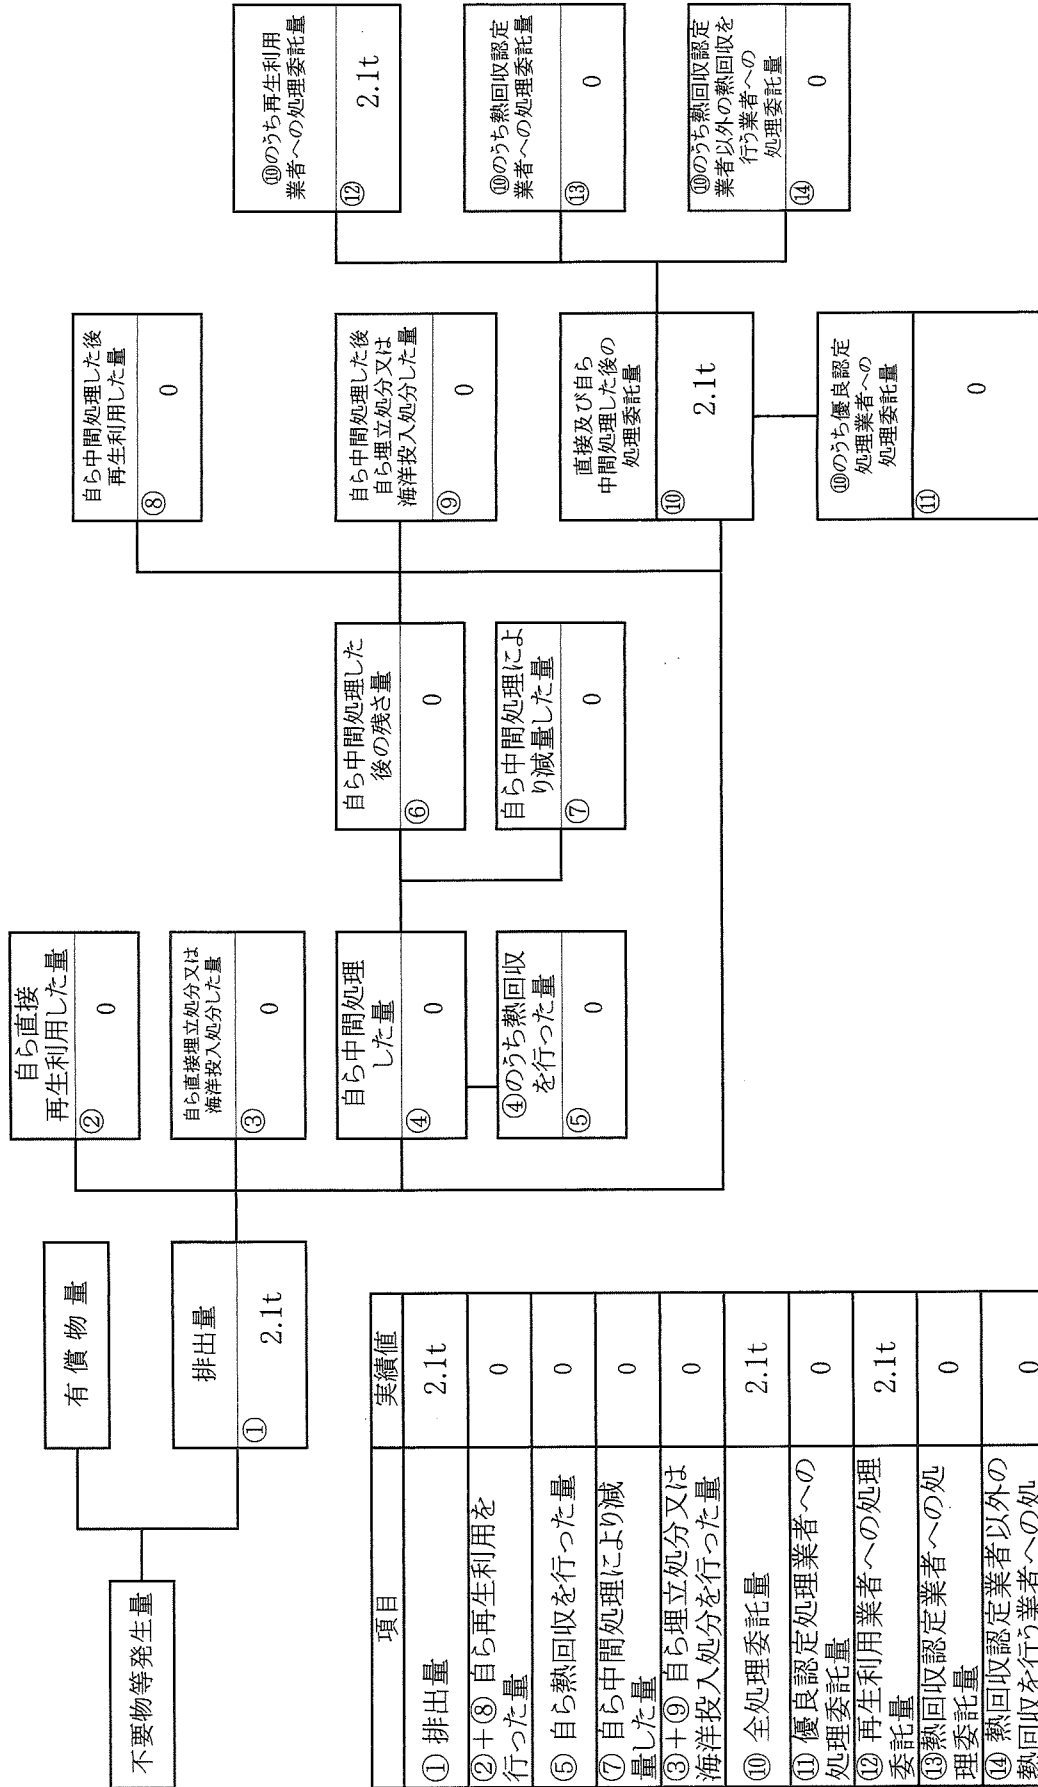 不要物等発生量
有償物量
排出量
①
2.1t
自ら直接
再生利用した量
②
0
自ら直接埋立処分又は
海洋投入処分した量
③
0
自ら中間処理
した量
④
0
④のうち熱回収
を行った量
⑤
0
自ら中間処理した
後の残さ量
⑥
0
自ら中間処理によ
り減量した量
⑦
0
自ら中間処理した後
再生利用した量
⑧
0
自ら中間処理した後
自ら埋立処分又は
海洋投入処分した量
⑨
0
直接及び自ら
中間処理した後の
処理委託量
⑩
2.1t
⑩のうち優良認定
処理業者への
処理委託量
⑪
0
⑩のうち再生利用
業者への処理委託量
⑫
2.1t
⑩のうち熱回収認定
業者への処理委託量
⑬
0
⑩のうち熱回収認定
業者以外の熱回収を
行う業者への
処理委託量
⑭
0
項目 実績値
① 排出量 2.1t
②+⑧ 自ら再生利用を
行った量 0
⑤ 自ら熱回収を行った量 0
⑦ 自ら中間処理により減
量した量 0
③+⑨ 自ら埋立処分又は
海洋投入処分を行った量 0
⑩ 全処理委託量 2.1t
⑪ 優良認定処理業者への
処理委託量 0
⑫ 再生利用業者への処理
委託量 2.1t
⑬熱回収認定業者への処
理委託量 0
⑭ 熱回収認定業者以外の
熱回収を行う業者への処 0